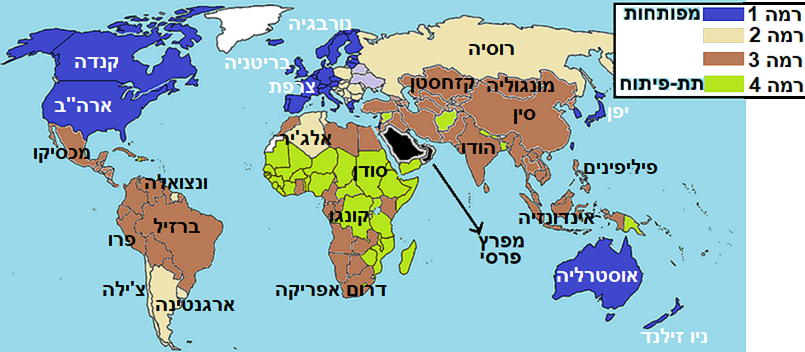 רמה 1 מפותחות
רמה 2
רמה 3
רמה 4 תת-פיתוח
נורבגיה
רוסיה
בריטניה
קנדה
צרפת
קזחסטן
מונגוליה
ארה"ב
סין
יפן
אלג'יר
הודו
מכסיקו
סודן
פיליפינים
ונצואלה
קונגו
אינדונזיה
ברזיל
פרו
מפרץ
פרסי
אוסטרליה
צ'ילה
דרום אפריקה
ארגנטינה
ניו זילנד